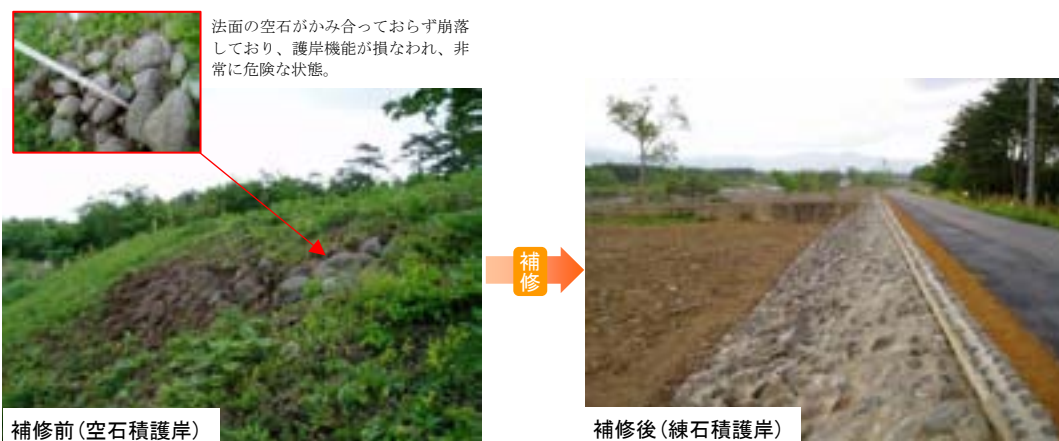 法面の空石がかみ合っておらず崩落
しており、護岸機能が損なわれ、非
常に危険な状態。
補修
補修前(空石積護岸)
補修後(練石積護岸)